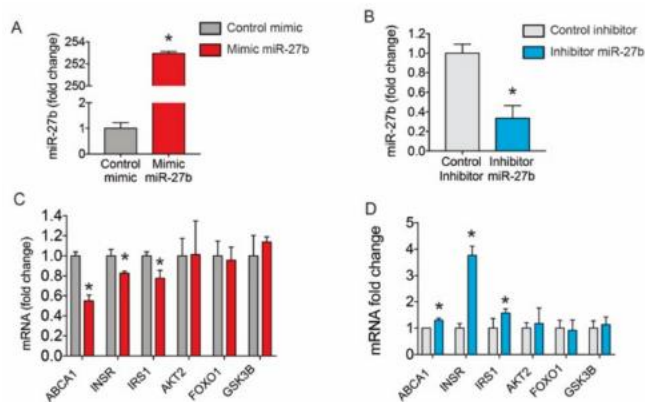 A
miR-27b (fold change)
254
253
252
251
250
2
1
0
*
Control mimic
Mimic miR-27b
Control
mimic
Mimic
miR-27b
B
miR-27b (fold change)
1.2
1.0
0.8
0.6
0.4
0.2
0.0
*
Control inhibitor
Inhibitor miR-27b
Control
Inhibitor
Inhibitor
miR-27b
C
mRNA (fold change)
1.4
1.2
1.0
0.8
0.6
0.4
0.2
0.0
* * *
ABCA1 INSR IRS1 AKT2 FOXO1 GSK3B
D
mRNA fold change
5
4
2
1
0
* * *
ABCA1 INSR IRS1 AKT2 FOXO1 GSK3B